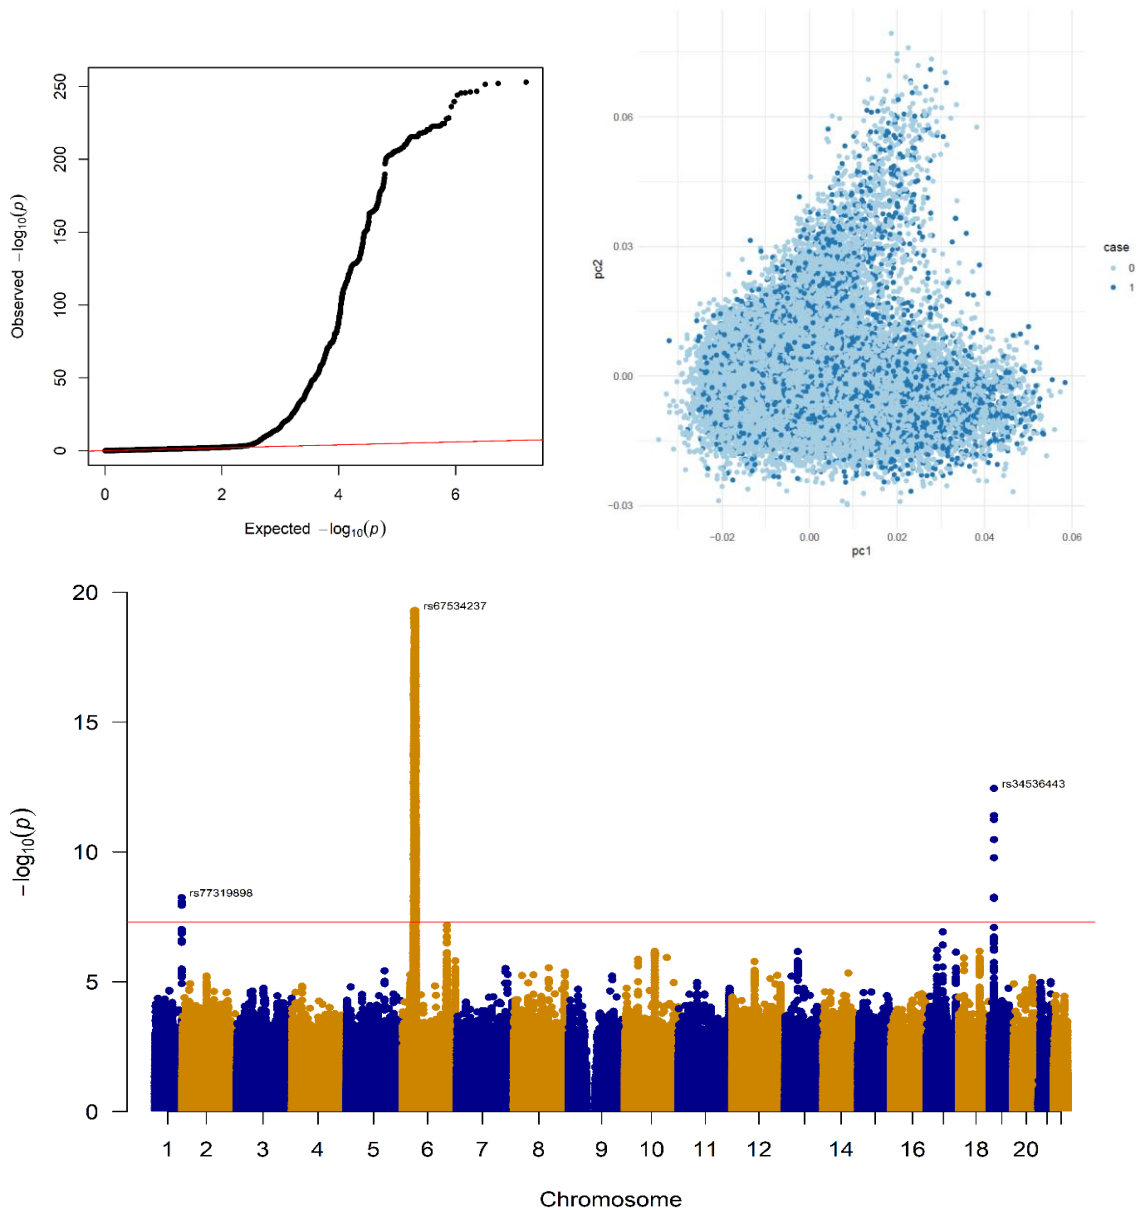 250
200
150
100
50
0
Observed −log10(p)
0 2 4 6
Expected −log10(p)
0.06
0.03
0.00
−0.03
pc2
−0.02 0.00 0.02 0.04 0.06
pc1
case
0
1
20
15
10
5
0
−log10(p)
rs67534237
rs34536443
rs77319898
1 2 3 4 5 6 7 8 9 10 11 12 14 16 18 20
Chromosome